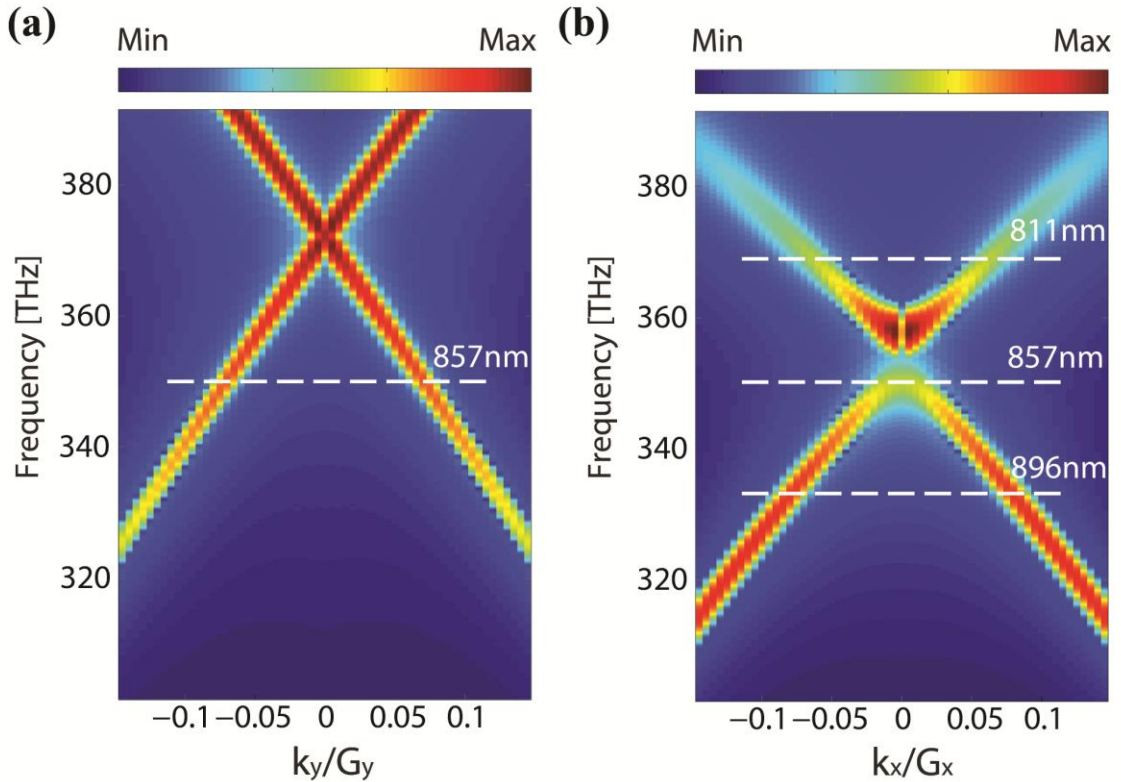 (a)
Min Max
Frequency [THz]
380
360
340
320
857nm
−0.1 −0.05 0 0.05 0.1
ky/Gy
(b)
Min Max
Frequency [THz]
380
360
340
320
811nm
857nm
896nm
−0.1 −0.05 0 0.05 0.1
kx/Gx